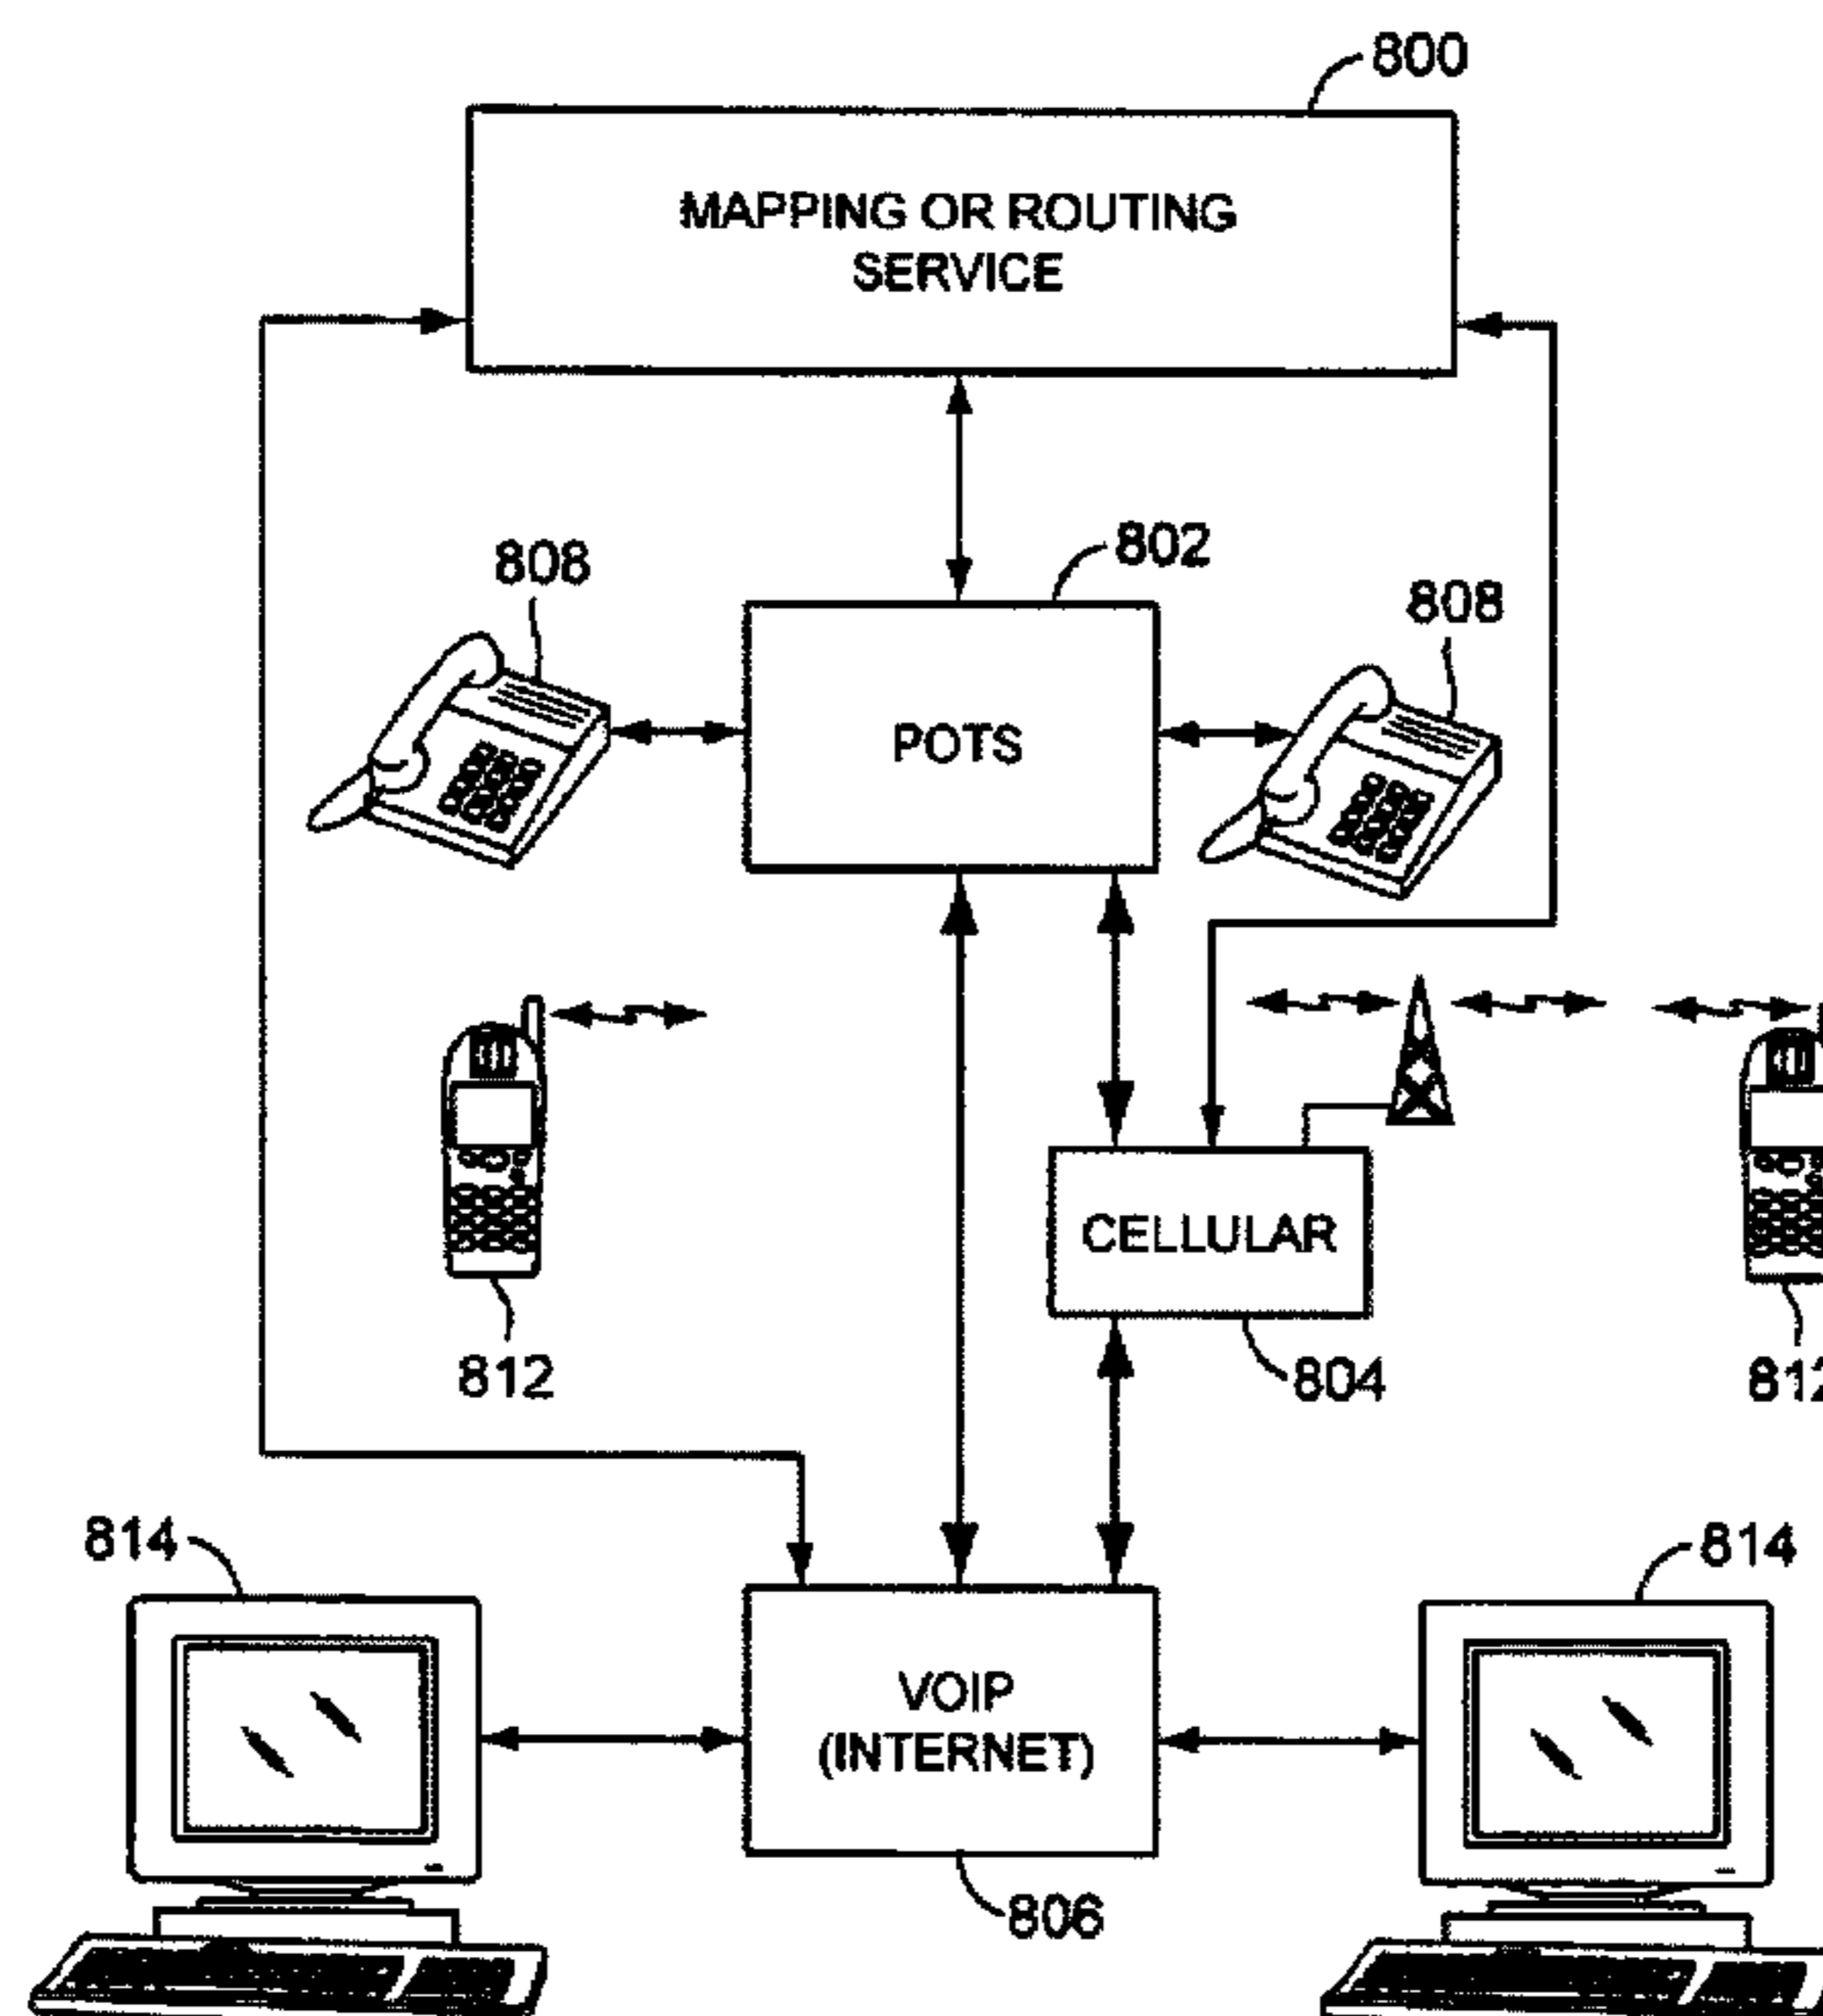 800
MAPPING OR ROUTING
SERVICE
802
808
808
POTS
812
CELLULAR
804
814
814
VOIP
(INTERNET)
806